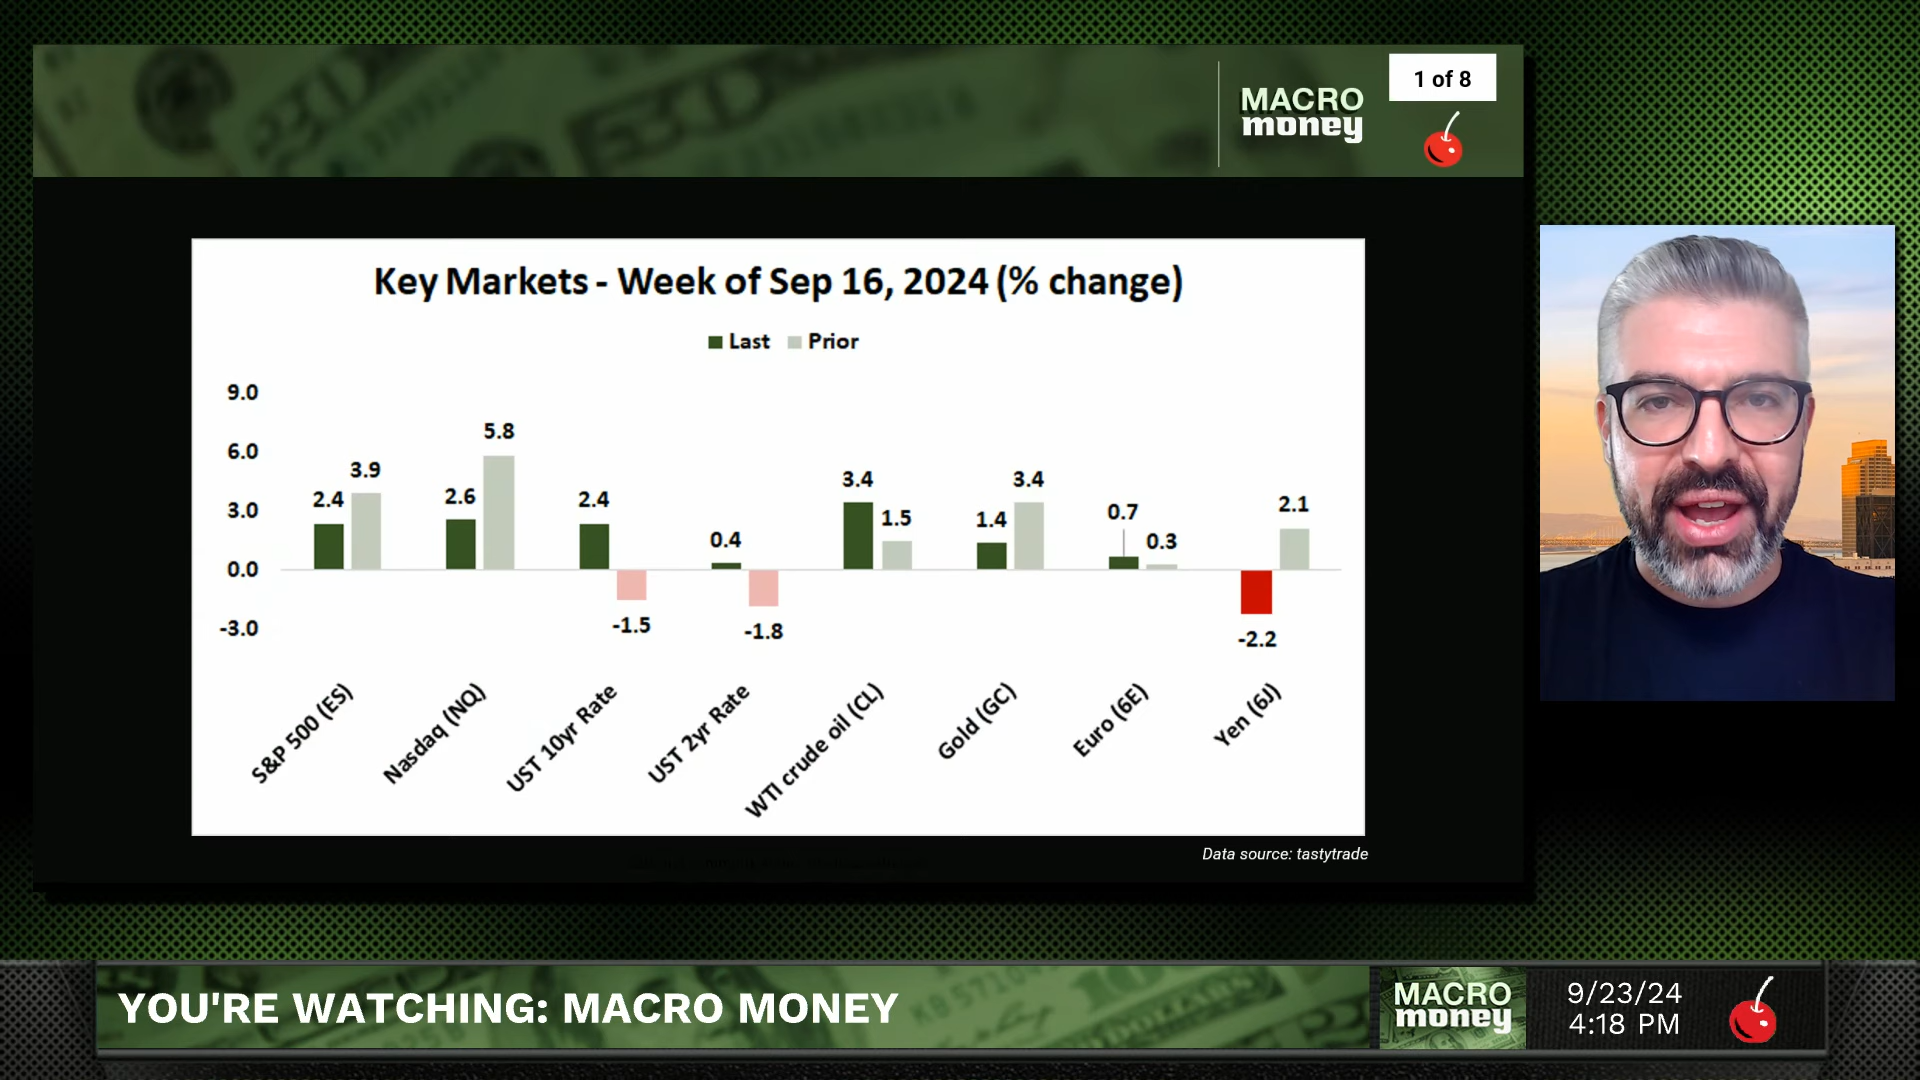 MACRO
money
1 of 8
Key Markets - Week of Sep 16, 2024 (% change)
Last Prior
9.0
6.0
3.0
0.0
-3.0
2.4 3.9
2.6 5.8
2.4 -1.5
0.4 -1.8
3.4 1.5
1.4 3.4
0.7 0.3
-2.2 2.1
S&P 500 (ES)
Nasdaq (NQ)
UST 10yr Rate
UST 2yr Rate
WTI crude oil (CL)
Gold (GC)
Euro (6E)
Yen (6J)
Data source: tastytrade
YOU'RE WATCHING: MACRO MONEY
MACRO
money
9/23/24
4:18 PM